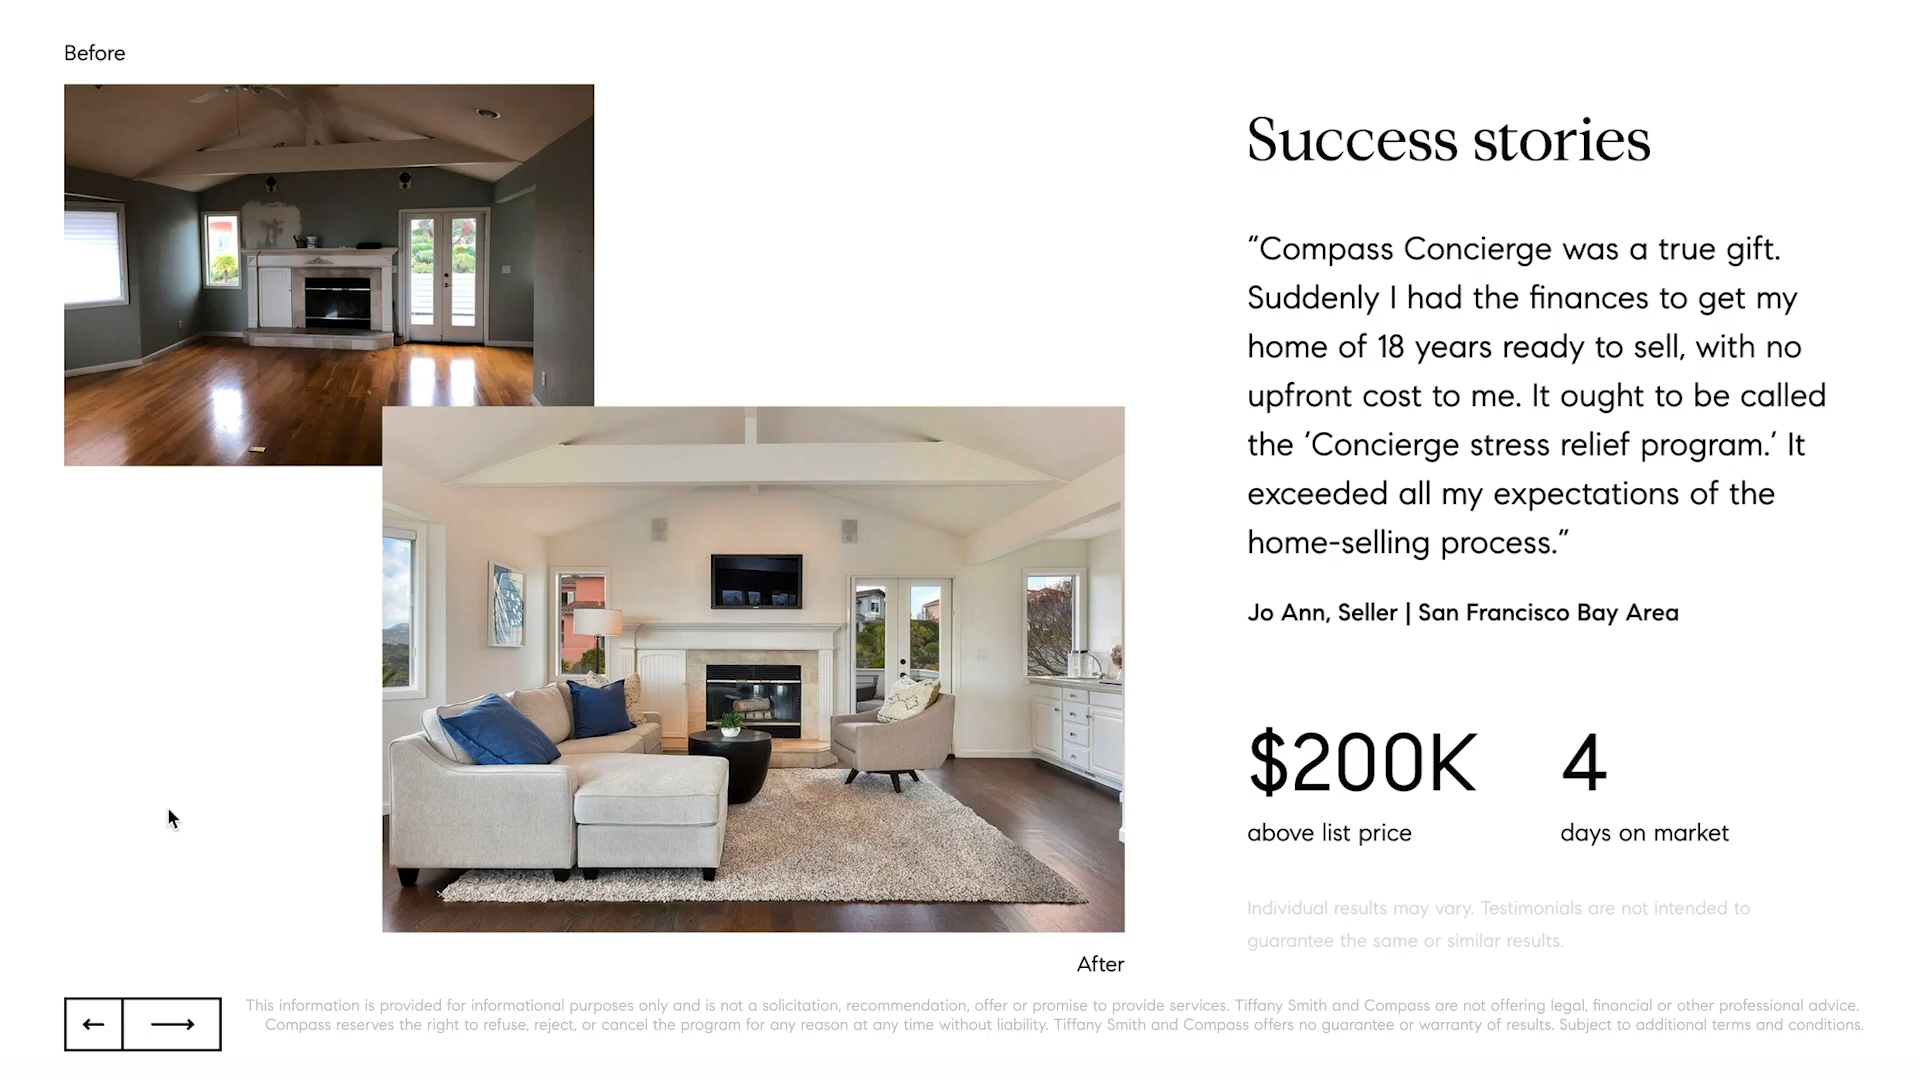 Before
Success stories
“Compass Concierge was a true gift.
Suddenly I had the finances to get my
home of 18 years ready to sell, with no
upfront cost to me. It ought to be called
the ‘Concierge stress relief program.’ It
exceeded all my expectations of the
home-selling process.”
Jo Ann, Seller | San Francisco Bay Area
$200K
above list price
4
days on market
Individual results may vary. Testimonials are not intended to
guarantee the same or similar results.
After
This information is provided for informational purposes only and is not a solicitation, recommendation, offer or promise to provide services. Tiffany Smith and Compass are not offering legal, financial or other professional advice.
Compass reserves the right to refuse, reject, or cancel the program for any reason at any time without liability. Tiffany Smith and Compass offers no guarantee or warranty of results. Subject to additional terms and conditions.